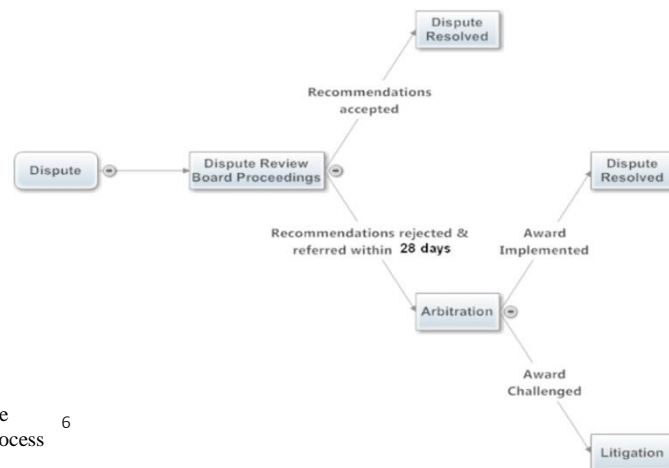 Dispute
Resolved
Recommendations
accepted
Dispute
Dispute Review
Board Proceedings
Dispute
Resolved
Recommendations rejected &
referred within 28 days
Award
Implemented
Arbitration
Award
Challenged
6
Litigation